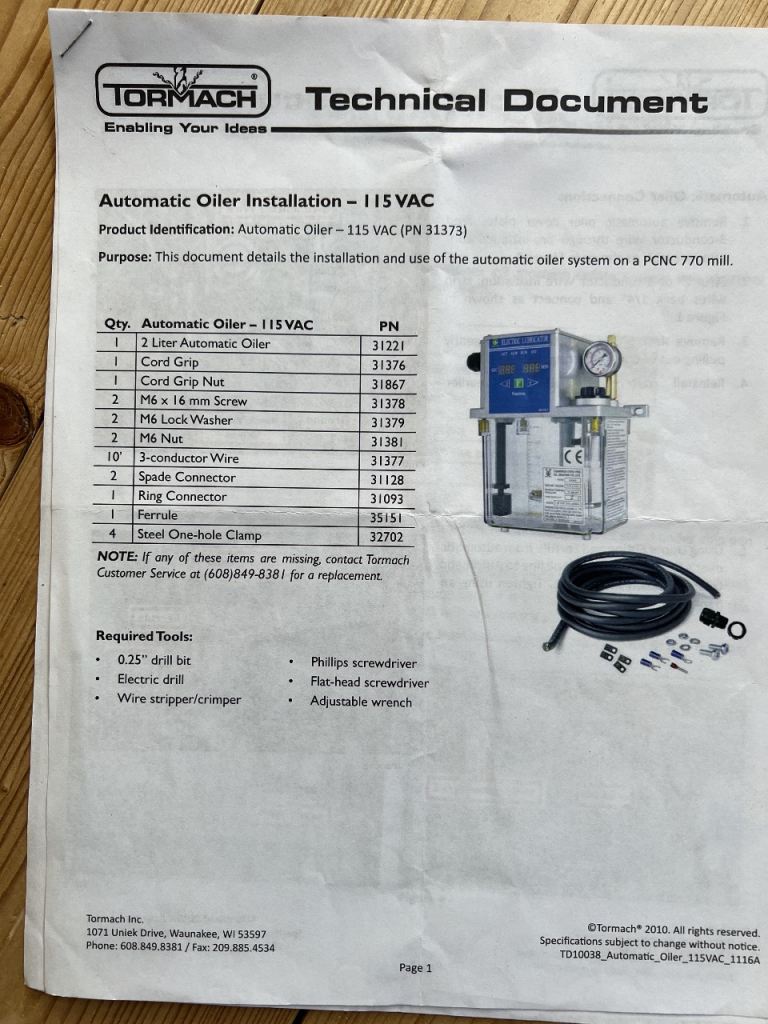 TORMACH®
Enabling Your Ideas
Technical Document
Automatic Oiler Installation – 115 VAC
Product Identification: Automatic Oiler – 115 VAC (PN 31373)
Purpose: This document details the installation and use of the automatic oiler system on a PCNC 770 mill.
Qty. Automatic Oiler – 115 VAC PN
1 2 Liter Automatic Oiler 31221
1 Cord Grip 31376
1 Cord Grip Nut 31867
2 M6 x 16 mm Screw 31378
2 M6 Lock Washer 31379
2 M6 Nut 31381
10' 3-conductor Wire 31377
2 Spade Connector 31128
1 Ring Connector 31093
1 Ferrule 35151
4 Steel One-hole Clamp 32702
NOTE: If any of these items are missing, contact Tormach
Customer Service at (608)849-8381 for a replacement.
ELECTRIC LUBRICATOR
CE
Required Tools:
• 0.25” drill bit
• Electric drill
• Wire stripper/crimper
• Phillips screwdriver
• Flat-head screwdriver
• Adjustable wrench
Tormach Inc.
1071 Uniek Drive, Waunakee, WI 53597
Phone: 608.849.8381 / Fax: 209.885.4534
©Tormach® 2010. All rights reserved.
Specifications subject to change without notice.
TD10038_Automatic_Oiler_115VAC_1116A
Page 1